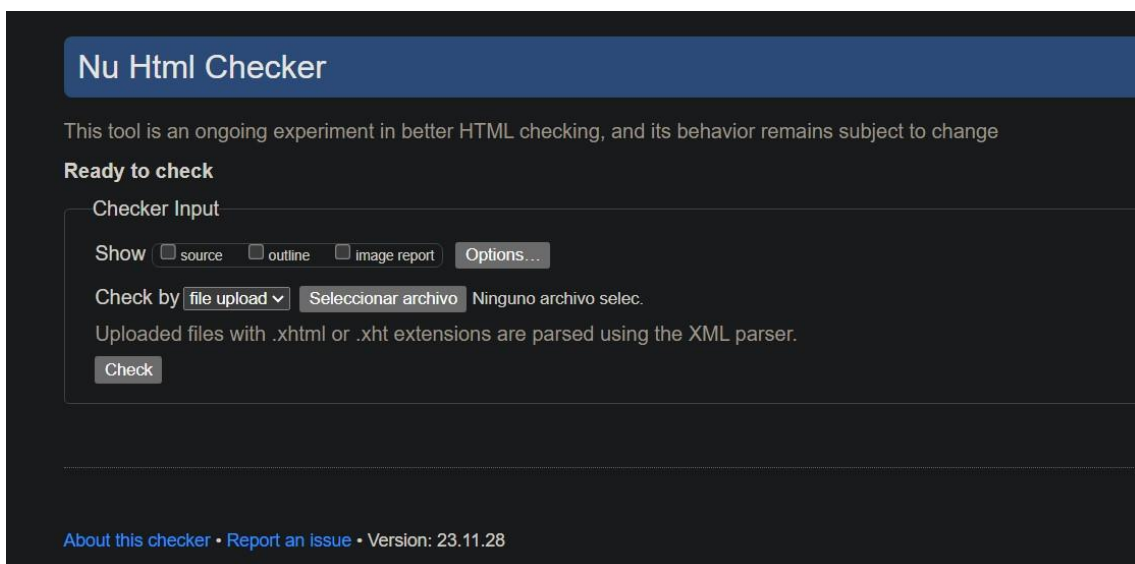 Nu Html Checker
This tool is an ongoing experiment in better HTML checking, and its behavior remains subject to change
Ready to check
Checker Input
Show source outline image report Options...
Check by file upload Seleccionar archivo Ninguno archivo selec.
Uploaded files with .xhtml or .xht extensions are parsed using the XML parser.
Check
About this checker • Report an issue • Version: 23.11.28